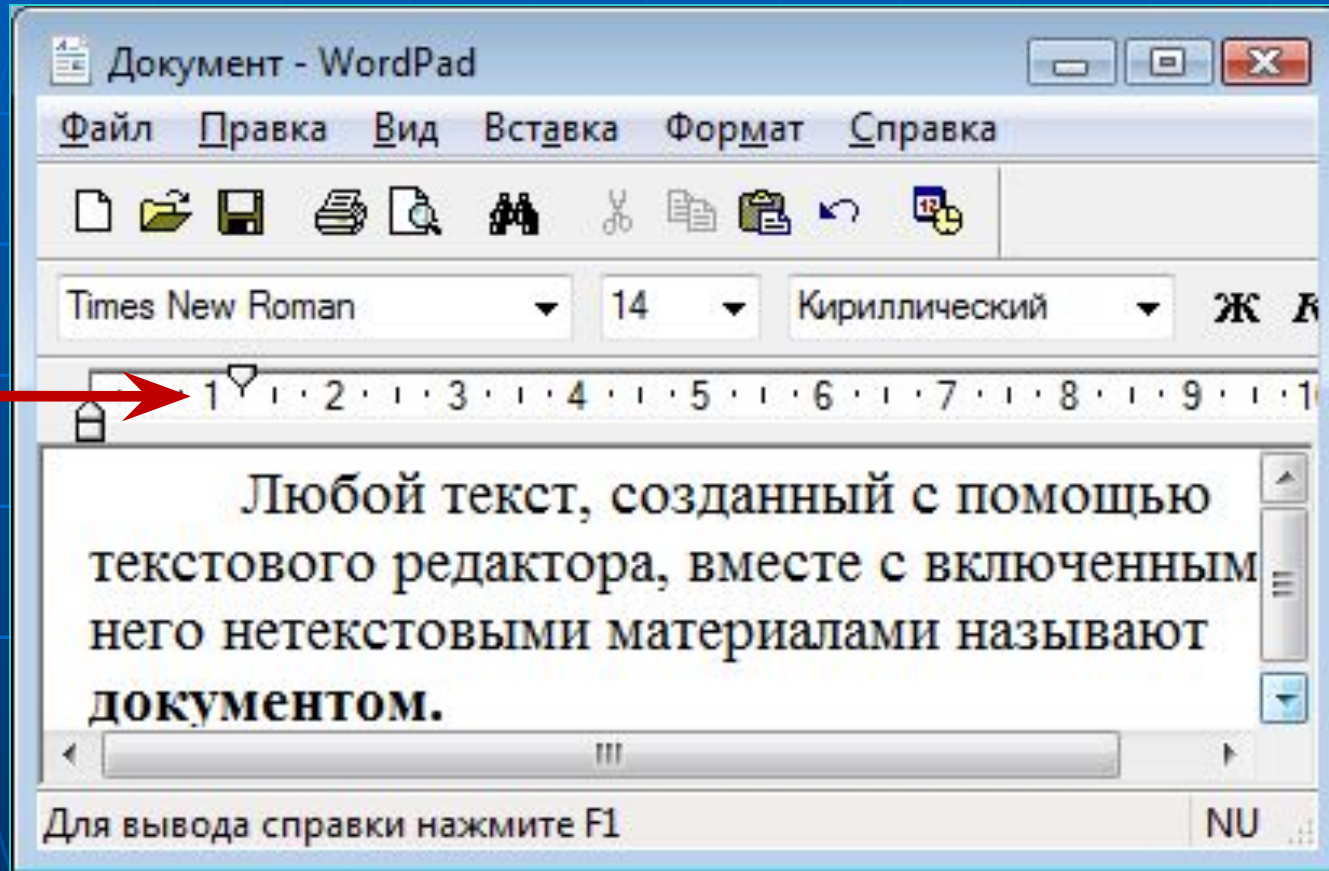 Документ - WordPad
Файл Правка Вид Вставка Формат Справка
Times New Roman 14 Кириллический Ж К
1 2 3 4 5 6 7 8 9 1
Любой текст, созданный с помощью
текстового редактора, вместе с включенным
него нетекстовыми материалами называют
документом.
Для вывода справки нажмите F1 NU